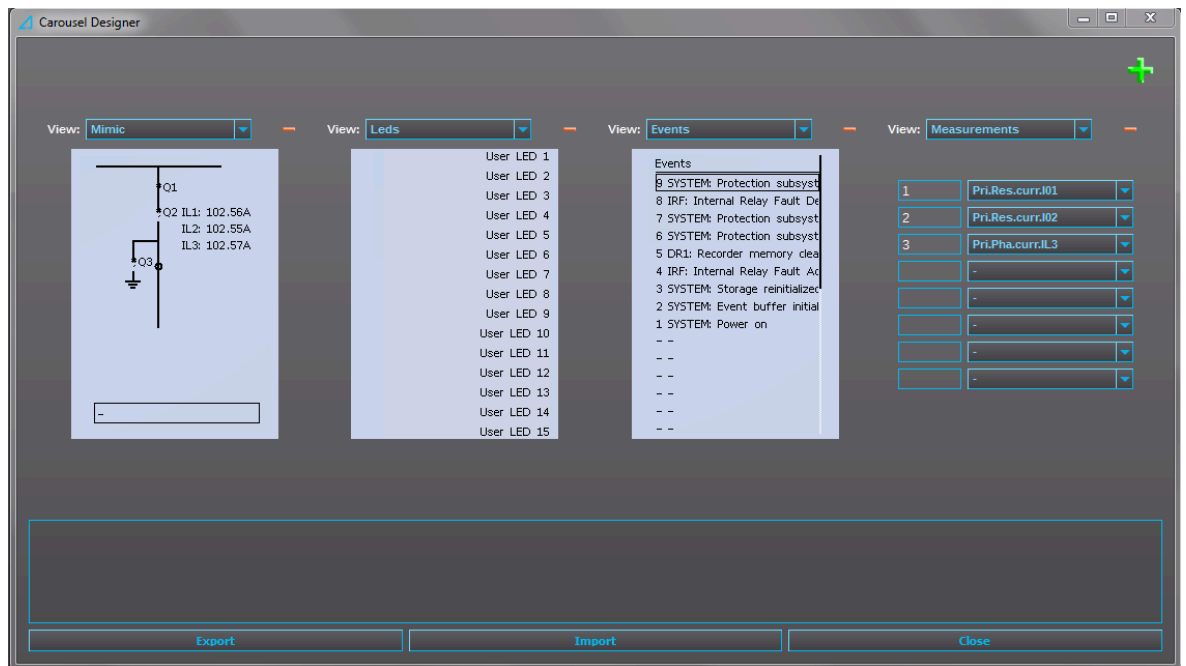 Carousel Designer
View: Mimic
View: Leds
View: Events
View: Measurements
Q1
Q2 IL1: 102.56A
IL2: 102.55A
IL3: 102.57A
Q3
-
User LED 1
User LED 2
User LED 3
User LED 4
User LED 5
User LED 6
User LED 7
User LED 8
User LED 9
User LED 10
User LED 11
User LED 12
User LED 13
User LED 14
User LED 15
Events
9 SYSTEM: Protection subsyst
8 IRF: Internal Relay Fault De
7 SYSTEM: Protection subsyst
6 SYSTEM: Protection subsyst
5 DR1: Recorder memory clea
4 IRF: Internal Relay Fault Ac
3 SYSTEM: Storage reinitialized
2 SYSTEM: Event buffer initial
1 SYSTEM: Power on
- -
- -
- -
- -
- -
- -
1 Pri.Res.curr.I01
2 Pri.Res.curr.I02
3 Pri.Pha.curr.IL3
-
-
-
-
-
Export
Import
Close